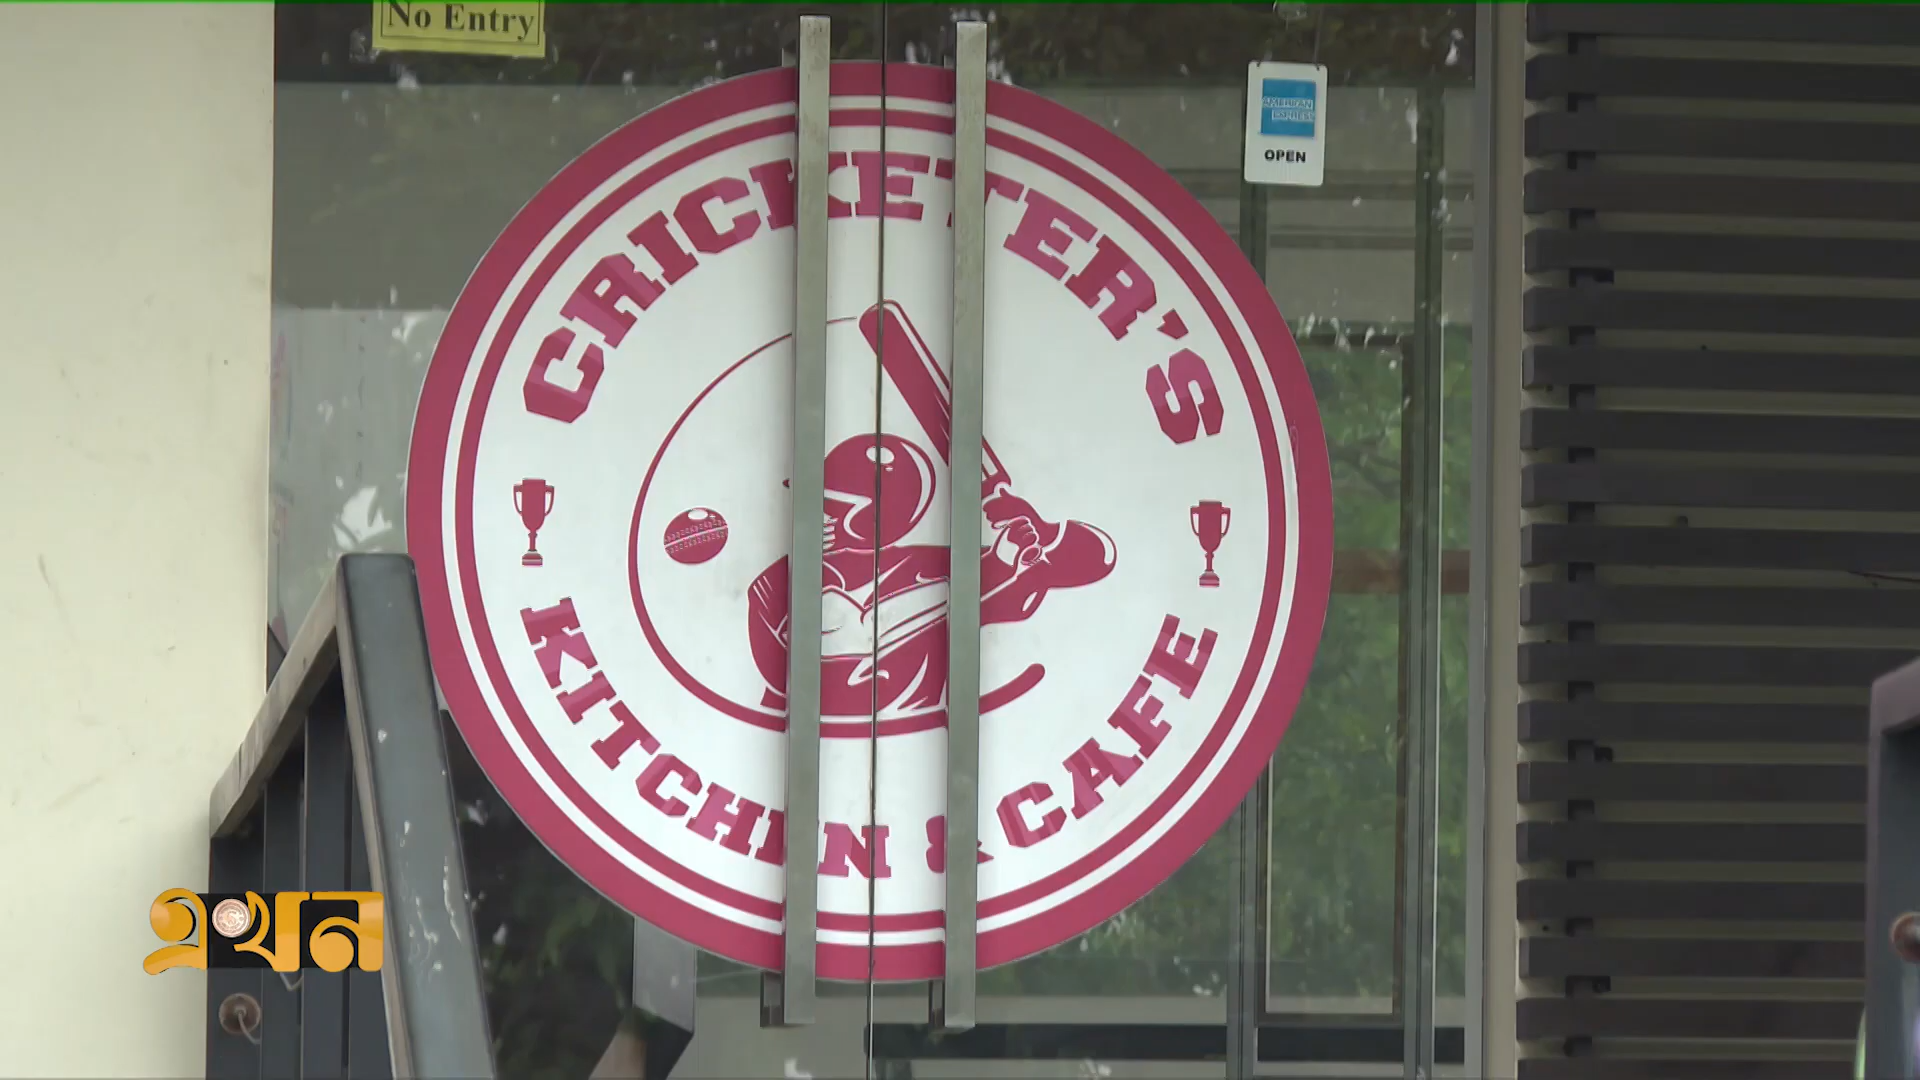 No Entry
AMERICAN
EXPRESS
OPEN
CRICKETER'S
KITCHEN & CAFE
এখন